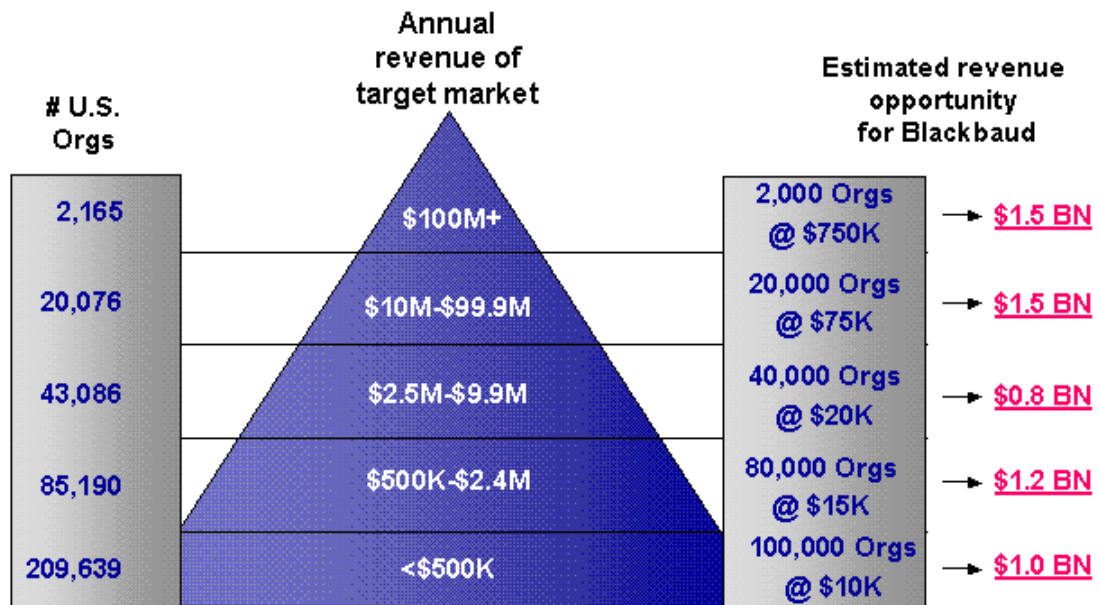 Annual
revenue of
target market
# U.S.
Orgs
Estimated revenue
opportunity
for Blackbaud
2,165
$100M+
2,000 Orgs
@ $750K
$1.5 BN
20,076
$10M-$99.9M
20,000 Orgs
@ $75K
$1.5 BN
43,086
$2.5M-$9.9M
40,000 Orgs
@ $20K
$0.8 BN
85,190
$500K-$2.4M
80,000 Orgs
@ $15K
$1.2 BN
209,639
<$500K
100,000 Orgs
@ $10K
$1.0 BN